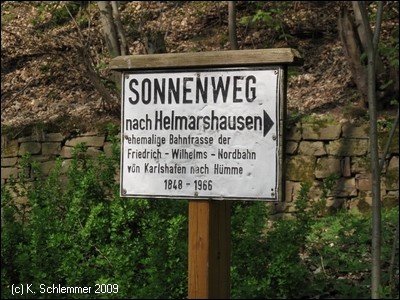 SONNENWEG
nach Helmarshausen
ehemalige Bahntrasse der
Friedrich - Wilhelms - Nordbahn
von Karlshafen nach Hümme
1848 - 1966
(c) K. Schlemmer 2009